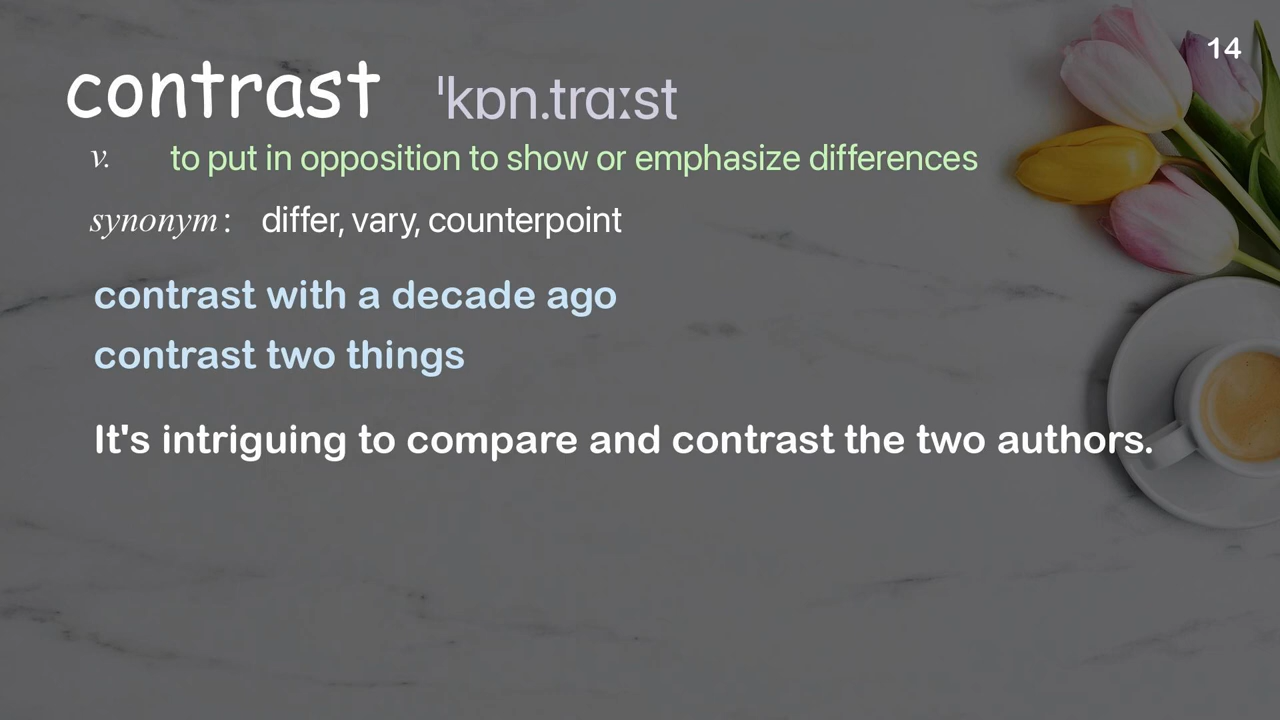 14
contrast ˈkɒn.trɑːst
v. to put in opposition to show or emphasize differences
synonym: differ, vary, counterpoint
contrast with a decade ago
contrast two things
It's intriguing to compare and contrast the two authors.